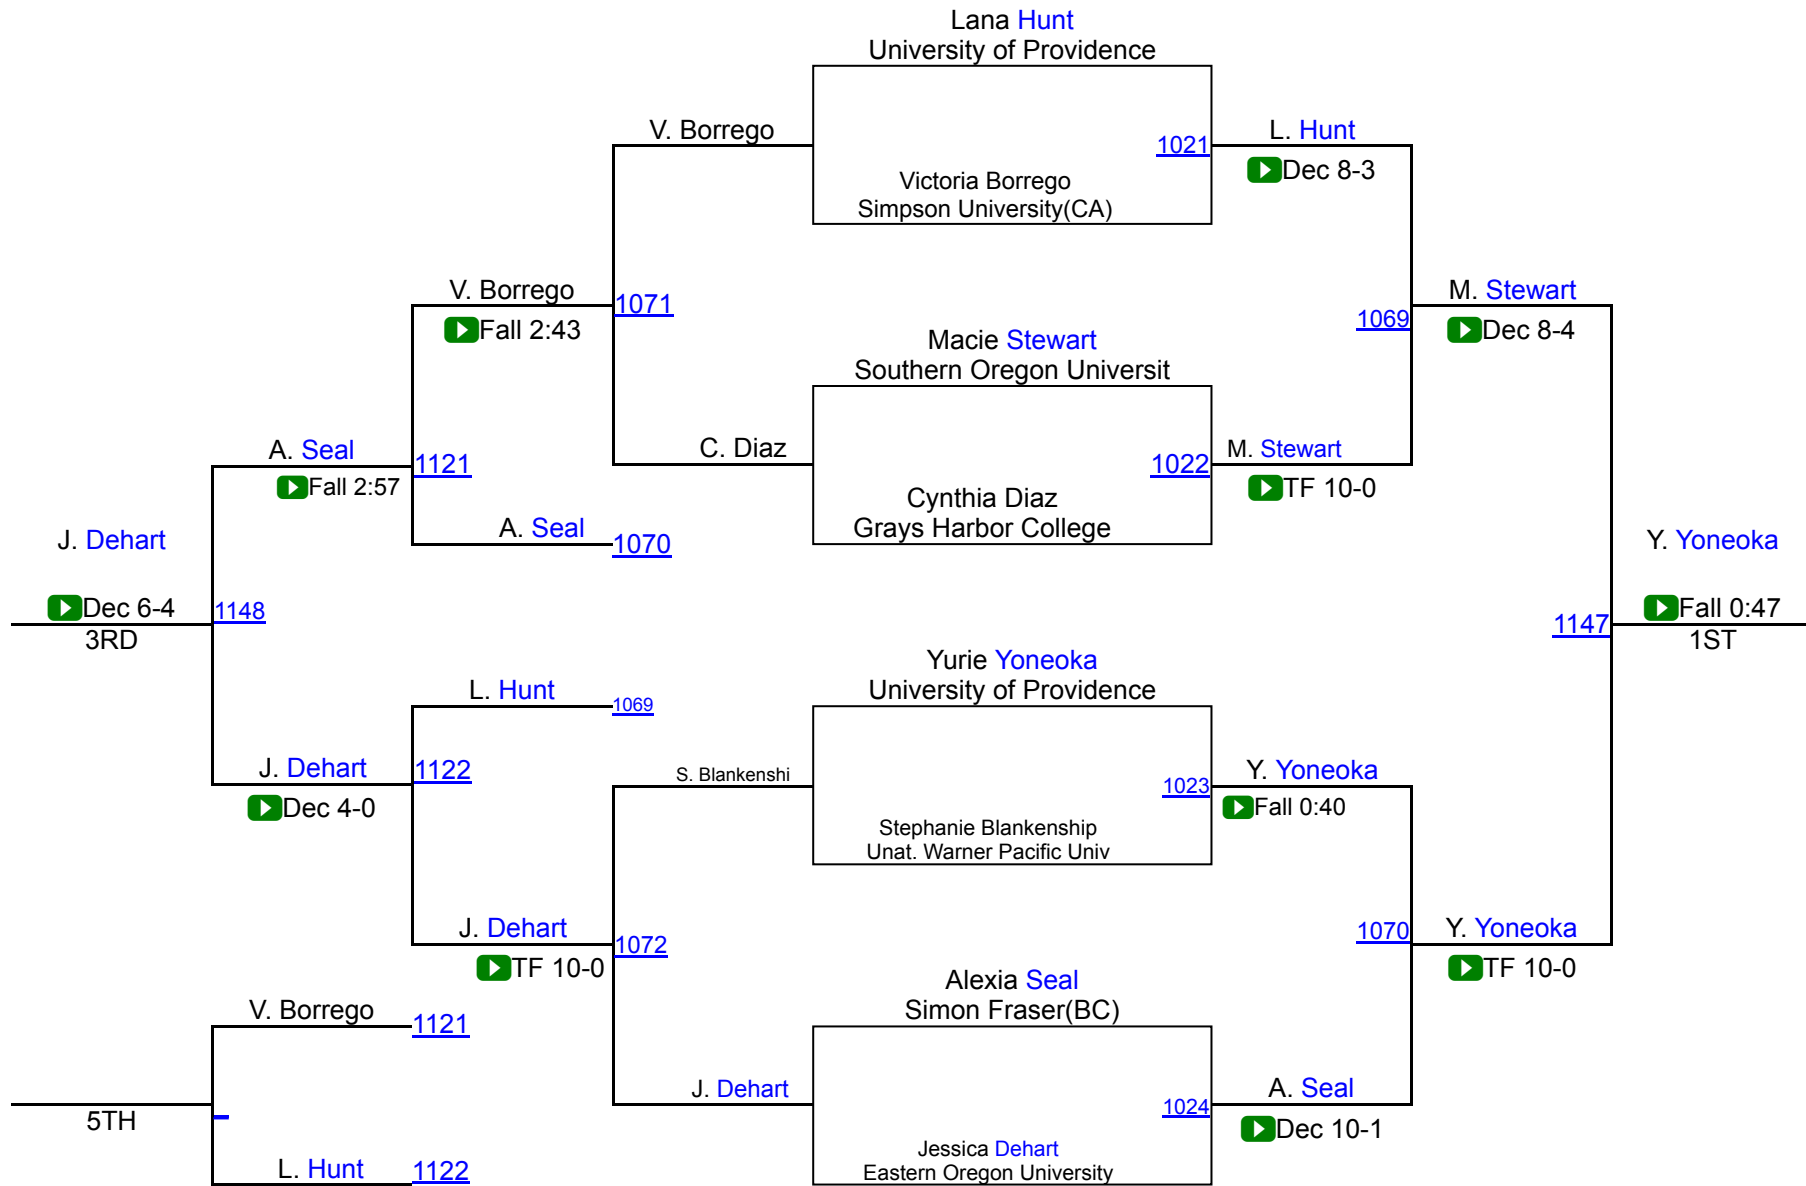 Lana Hunt
University of Providence
V. Borrego
1021
L. Hunt
Dec 8-3
Victoria Borrego
Simpson University(CA)
V. Borrego
Fall 2:43
1071
1069
M. Stewart
Dec 8-4
Macie Stewart
Southern Oregon Universit
A. Seal
Fall 2:57
1121
C. Diaz
1022
M. Stewart
TF 10-0
Cynthia Diaz
Grays Harbor College
A. Seal
1070
J. Dehart
Dec 6-4
3RD
1148
Y. Yoneoka
Fall 0:47
1ST
1147
Yurie Yoneoka
University of Providence
L. Hunt
1069
J. Dehart
Dec 4-0
1122
S. Blankenshi
1023
Y. Yoneoka
Fall 0:40
Stephanie Blankenship
Unat. Warner Pacific Univ
J. Dehart
TF 10-0
1072
1070
Y. Yoneoka
TF 10-0
Alexia Seal
Simon Fraser(BC)
V. Borrego
1121
J. Dehart
1024
A. Seal
Dec 10-1
5TH
Jessica Dehart
Eastern Oregon University
L. Hunt
1122